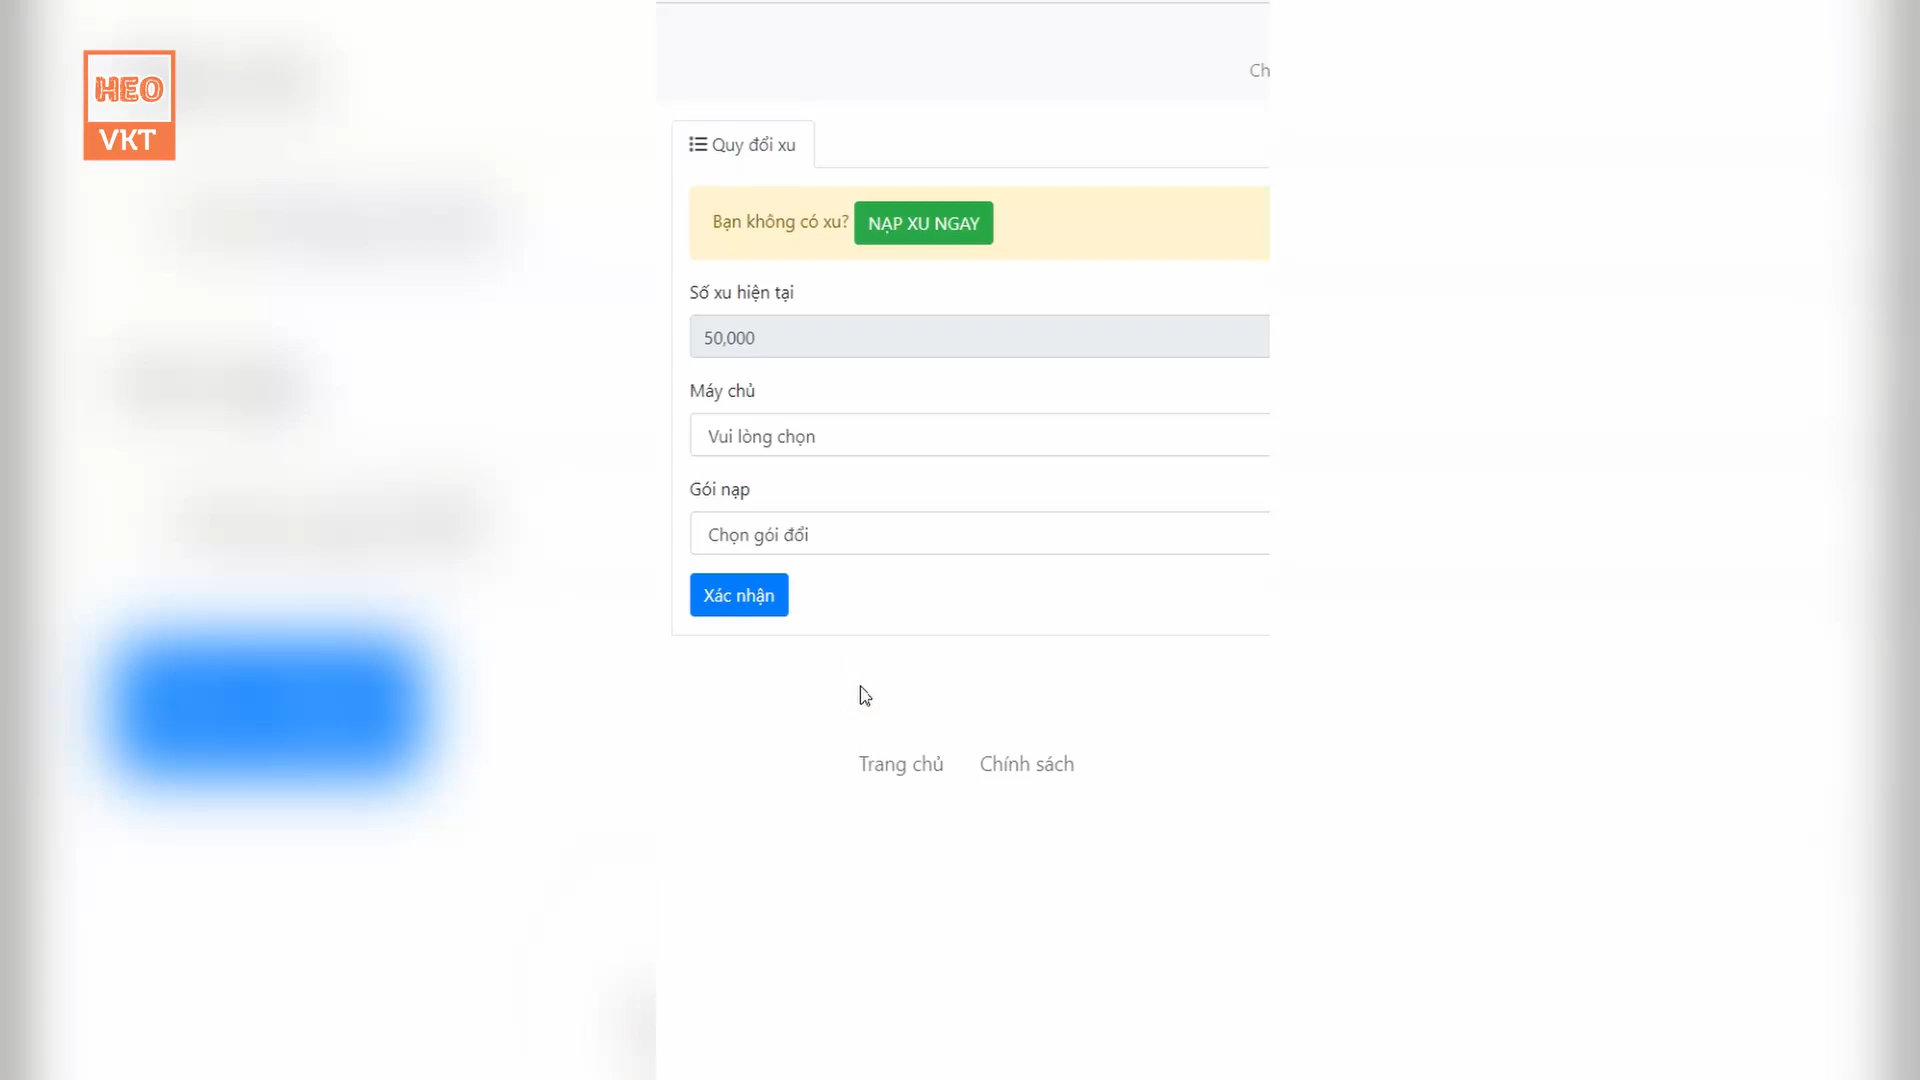 HEO
VKT
Ch
Quy đổi xu
Bạn không có xu? NẠP XU NGAY
Số xu hiện tại
50,000
Máy chủ
Vui lòng chọn
Gói nạp
Chọn gói đổi
Xác nhận
Trang chủ Chính sách